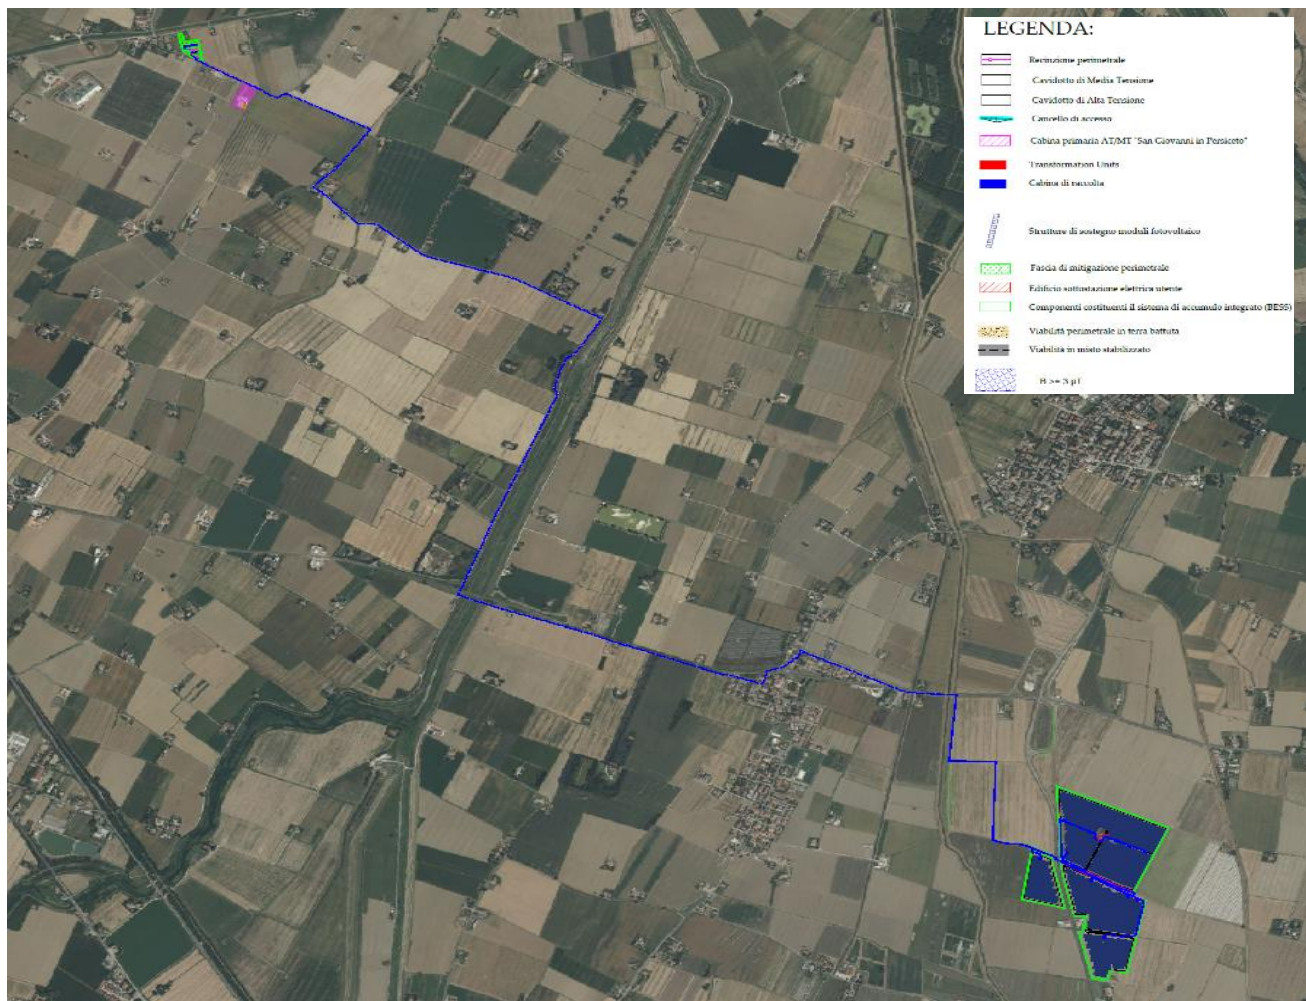 LEGENDA:
Recinzione perimetrale
Cavidotto di Media Tensione
Cavidotto di Alta Tensione
Cancello di accesso
Cabina primaria AT/MT "San Giovanni in Persiceto"
Transformation Units
Cabina di raccolta
Strutture di sostegno moduli fotovoltaico
Fascia di mitigazione perimetrale
Edificio sottostazione elettrica utente
Componenti costituenti il sistema di accumulo integrato (BESS)
Viabilità perimetrale in terra battuta
Viabilità in misto stabilizzato
B >= 3 µT